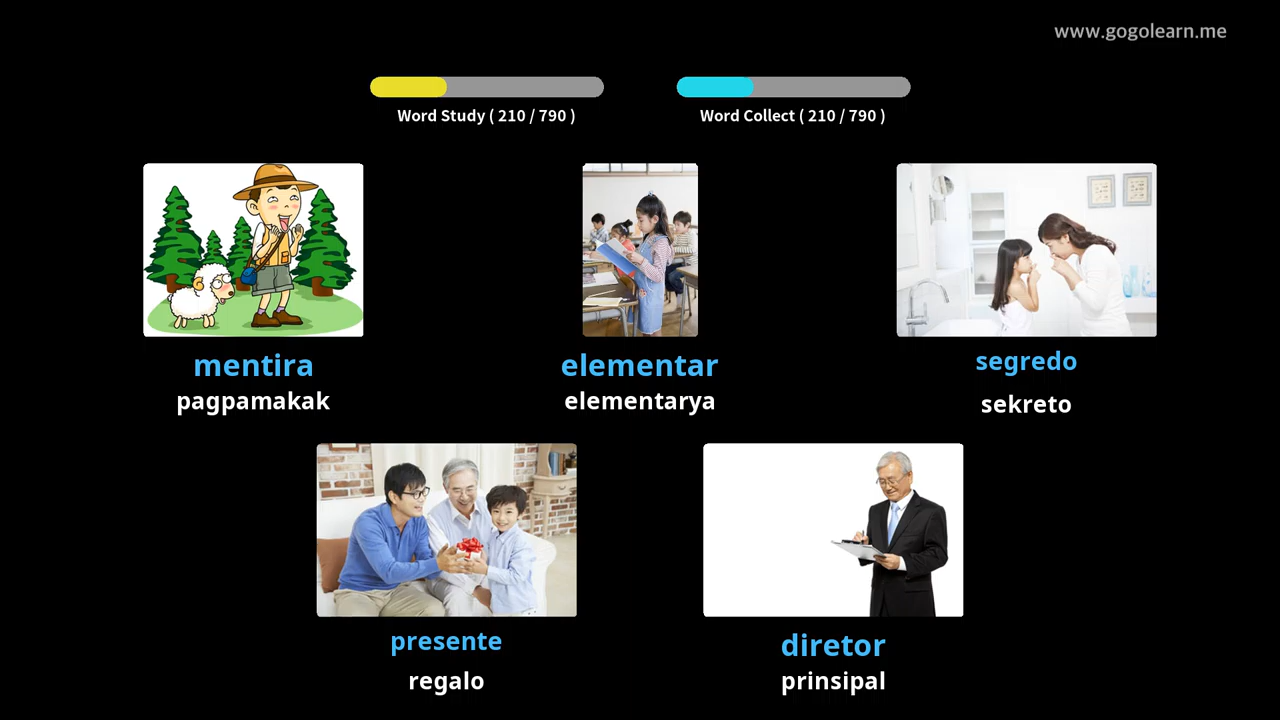 www.gogolearn.me
Word Study ( 210 / 790 )
Word Collect ( 210 / 790 )
mentira
pagpamakak
elementar
elementarya
segredo
sekreto
presente
regalo
diretor
prinsipal